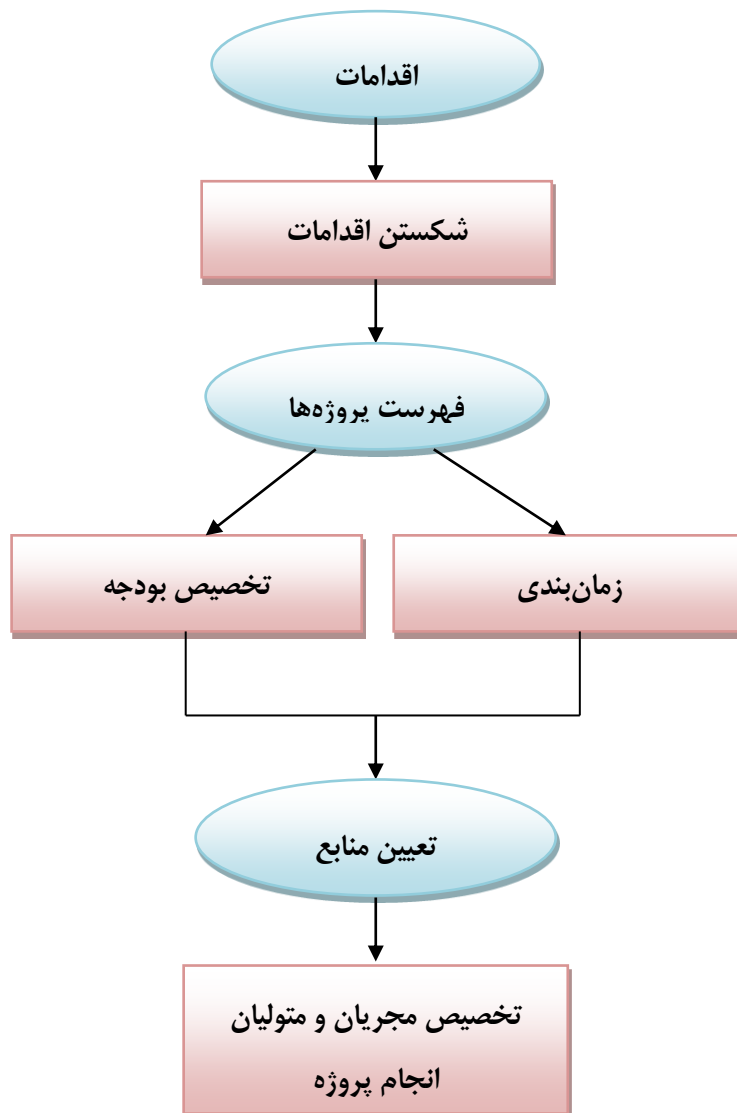 اقدامات
شکستن اقدامات
فهرست پروژه‌ها
زمان‌بندی
تخصیص بودجه
تعیین منابع
تخصیص مجریان و متولیان
انجام پروژه